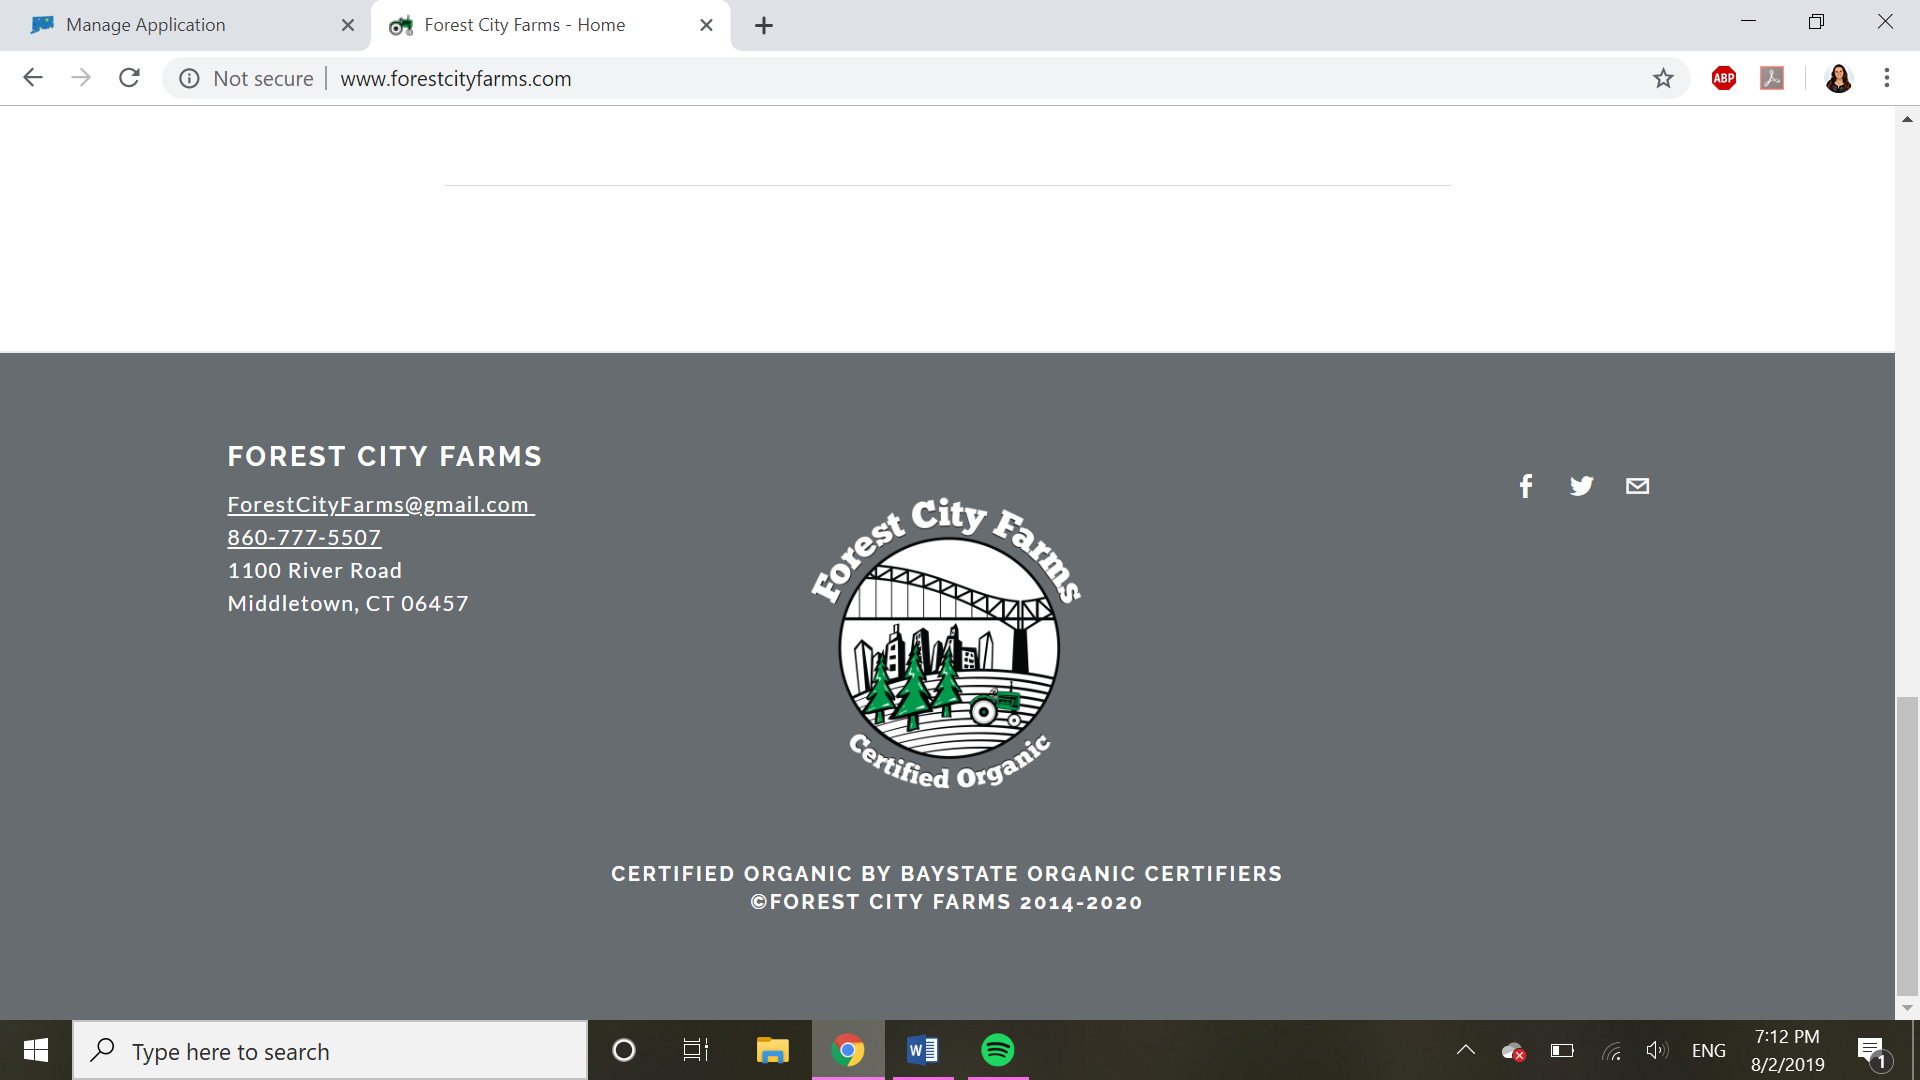 Manage Application
Forest City Farms - Home
Not secure
www.forestcityfarms.com
ABP
FOREST CITY FARMS
ForestCityFarms@gmail.com
860-777-5507
1100 River Road
Middletown, CT 06457
Forest City Farms
Certified Organic
CERTIFIED ORGANIC BY BAYSTATE ORGANIC CERTIFIERS
©FOREST CITY FARMS 2014-2020
Type here to search
W
ENG
7:12 PM
8/2/2019
1